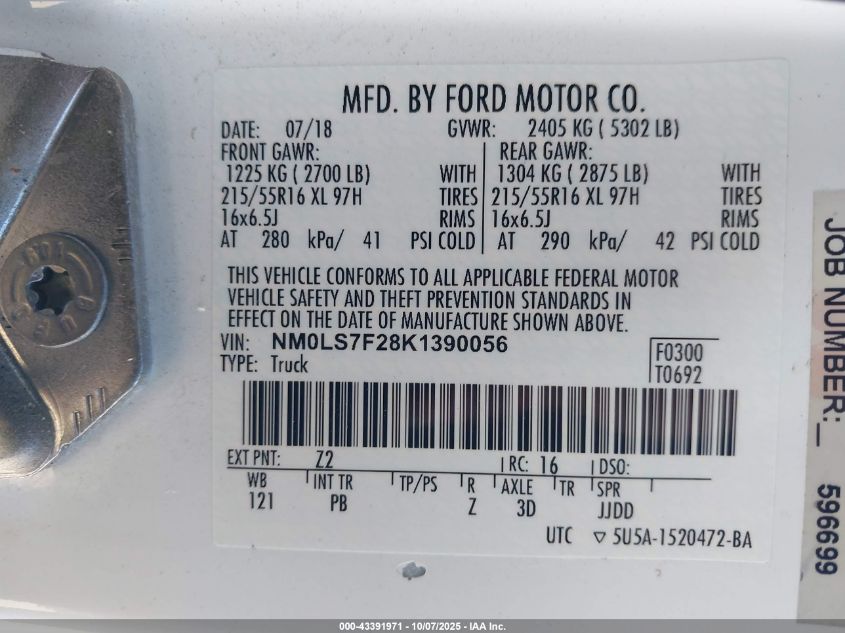 MFD. BY FORD MOTOR CO.
DATE: 07/18 GVWR: 2405 KG ( 5302 LB)
FRONT GAWR: REAR GAWR:
1225 KG ( 2700 LB) WITH 1304 KG ( 2875 LB) WITH
215/55R16 XL 97H TIRES 215/55R16 XL 97H TIRES
16x6.5J RIMS 16x6.5J RIMS
AT 280 kPa/ 41 PSI COLD AT 290 kPa/ 42 PSI COLD
THIS VEHICLE CONFORMS TO ALL APPLICABLE FEDERAL MOTOR
VEHICLE SAFETY AND THEFT PREVENTION STANDARDS IN
EFFECT ON THE DATE OF MANUFACTURE SHOWN ABOVE.
VIN: NM0LS7F28K1390056
TYPE: Truck
F0300
T0692
EXT PNT: Z2 RC: 16 DSO:
WB INT TR TP/PS R AXLE TR SPR
121 PB Z 3D JJDD
UTC ▽ 5U5A-1520472-BA
JOB NUMBER:_ 596699
000-43391971 - 10/07/2025 - IAA Inc.